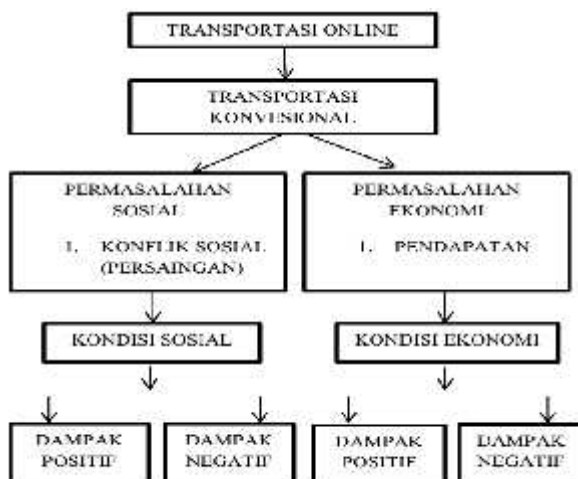 TRANSPORTASI ONLINE
TRANSPORTASI
KONVESIONAL
PERMASALAHAN
SOSIAL
1. KONFLIK SOSIAL
(PERSAINGAN)
PERMASALAHAN
EKONOMI
1. PENDAPATAN
KONDISI SOSIAL
KONDISI EKONOMI
DAMPAK
POSITIF
DAMPAK
NEGATIF
DAMPAK
POSITIF
DAMPAK
NEGATIF